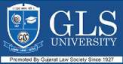 GLS
UNIVERSITY
Promoted By Gujarat Law Society Since 1927